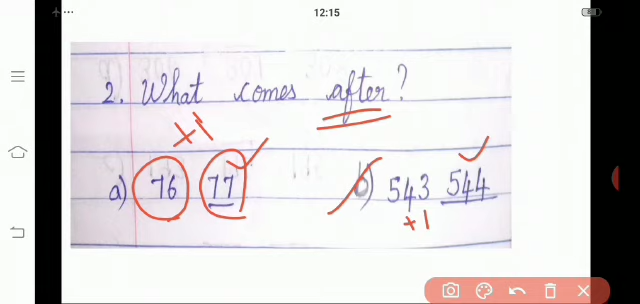 12:15
2. What comes after?
+1
a) 76 77
b) 543 544
+1